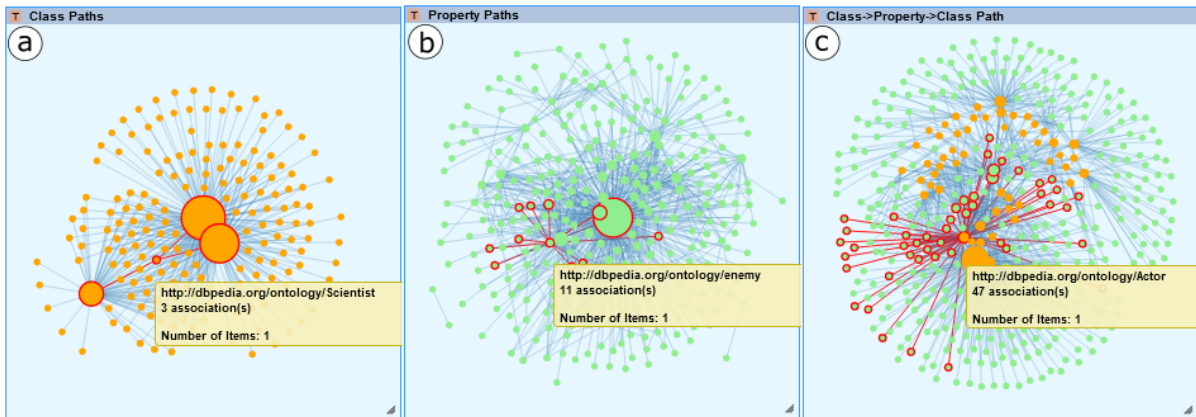 T Class Paths
a
http://dbpedia.org/ontology/Scientist
3 association(s)
Number of Items: 1
T Property Paths
b
http://dbpedia.org/ontology/enemy
11 association(s)
Number of Items: 1
T Class->Property->Class Path
c
http://dbpedia.org/ontology/Actor
47 association(s)
Number of Items: 1